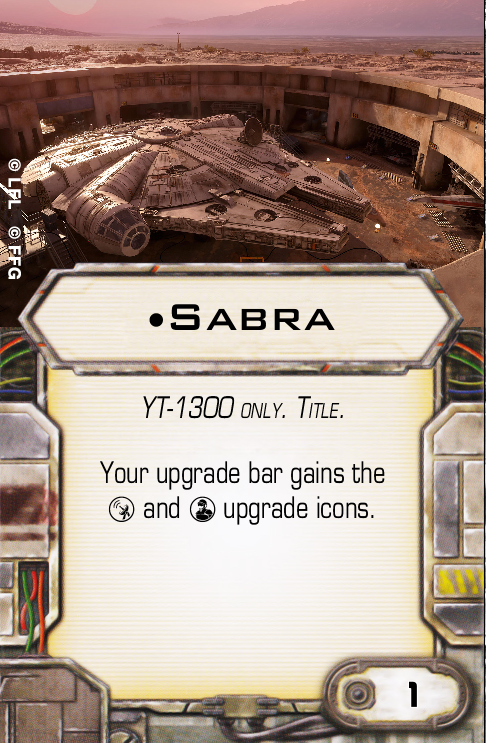 © LFL © FFG
•SABRA
YT-1300 ONLY. TITLE.
Your upgrade bar gains the
and upgrade icons.
1